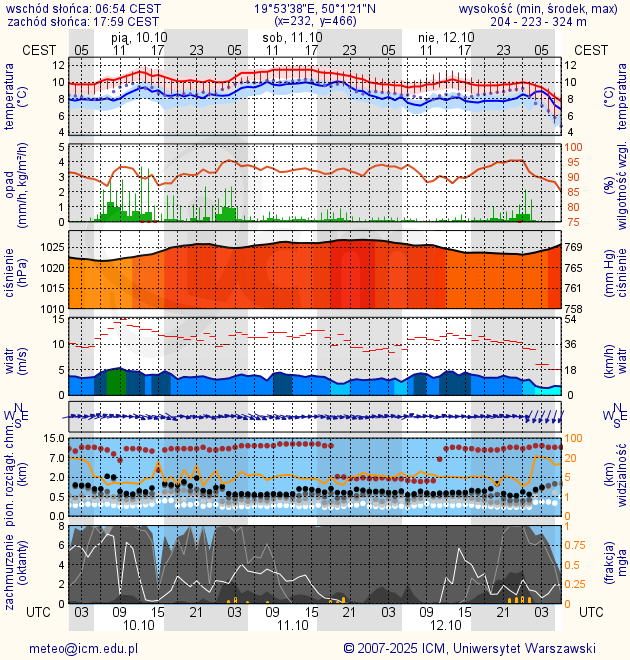 wschód słońca: 06:54 CEST 19°53'38"E, 50°1'21"N wysokość (min, środek, max)
zachód słońca: 17:59 CEST (x=232, y=466) 204 - 223 - 324 m
pią, 10.10 sob, 11.10 nie, 12.10
CEST 05 11 17 23 05 11 17 23 05 11 17 23 05 CEST
temperatura (°C) 12 10 8 6 4 12 10 8 6 4 temperatura (°C)
opad (mm/h, kg/m²/h) 5 4 3 2 1 0 100 95 90 85 80 75 (%) wilgotność wzgl.
ciśnienie (hPa) 1025 1020 1015 1010 769 765 761 758 (mm Hg) ciśnienie
wiatr (m/s) 15 10 5 0 54 36 18 0 (km/h) wiatr
N W E S N W E S
pion. rozciągł. chm. (km) 15.0 7.0 2.0 0.5 0.0 100 20 5 1 0 (km) widzialność
zachmurzenie (oktanty) 8 6 4 2 0 1 0.75 0.5 0.25 0 (frakcja) mgła
UTC 03 09 15 21 03 09 15 21 03 09 15 21 03 UTC
10.10 11.10 12.10
meteo@icm.edu.pl © 2007-2025 ICM, Uniwersytet Warszawski